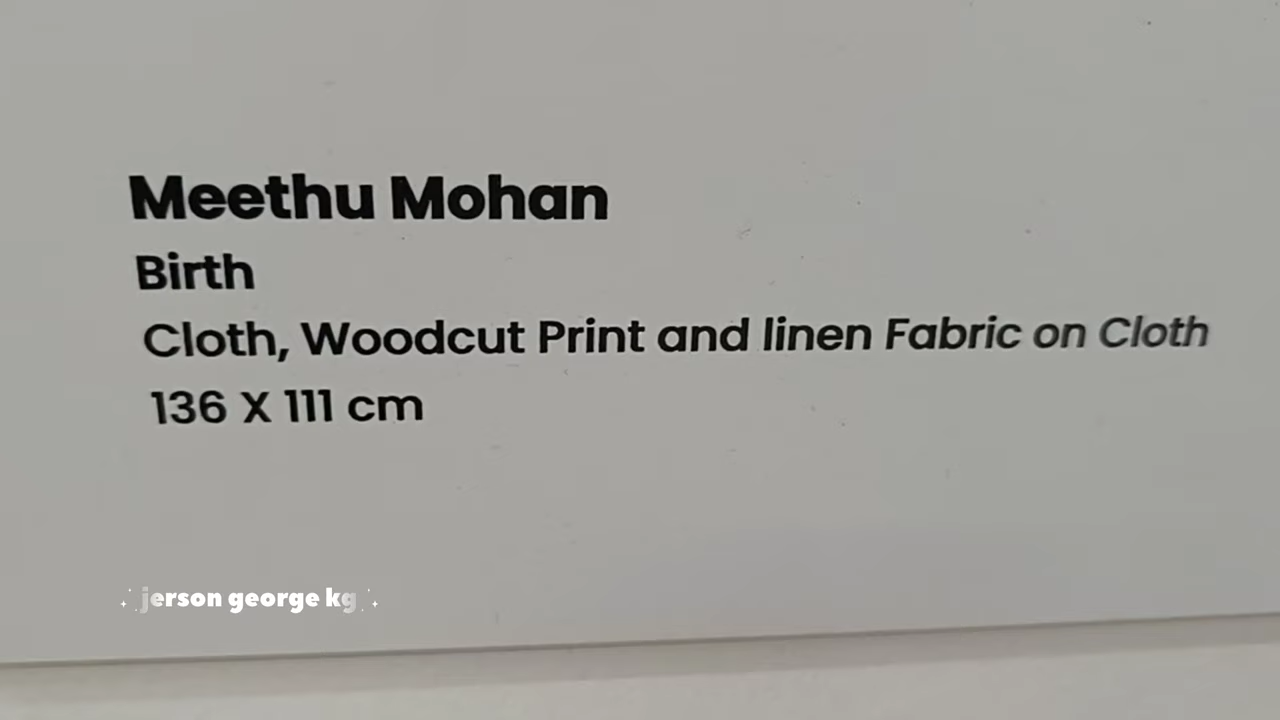 Meethu Mohan
Birth
Cloth, Woodcut Print and linen Fabric on Cloth
136 X 111 cm
jerson george kg